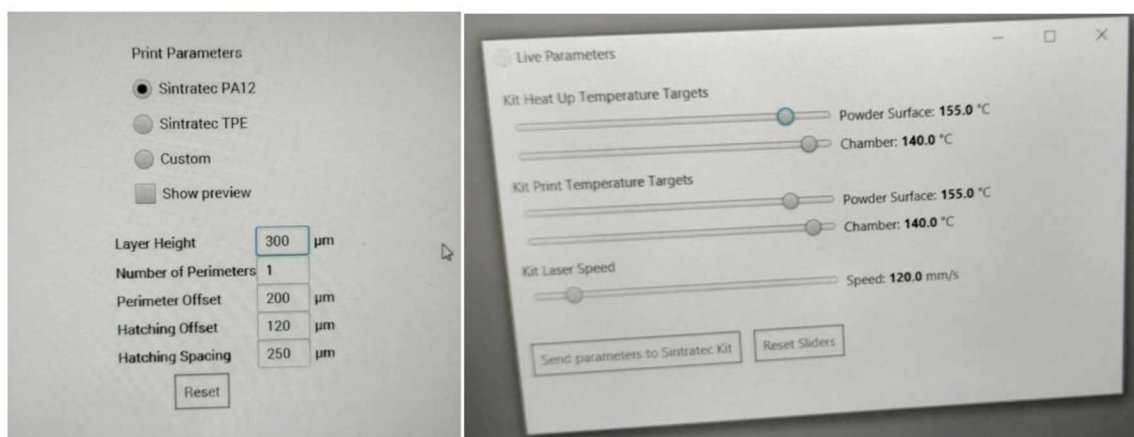 Print Parameters
Sintratec PA12
Sintratec TPE
Custom
Show preview
Layer Height 300 µm
Number of Perimeters 1
Perimeter Offset 200 µm
Hatching Offset 120 µm
Hatching Spacing 250 µm
Reset
Live Parameters
Kit Heat Up Temperature Targets
Powder Surface: 155.0 °C
Chamber: 140.0 °C
Kit Print Temperature Targets
Powder Surface: 155.0 °C
Chamber: 140.0 °C
Kit Laser Speed
Speed: 120.0 mm/s
Send parameters to Sintratec Kit Reset Sliders